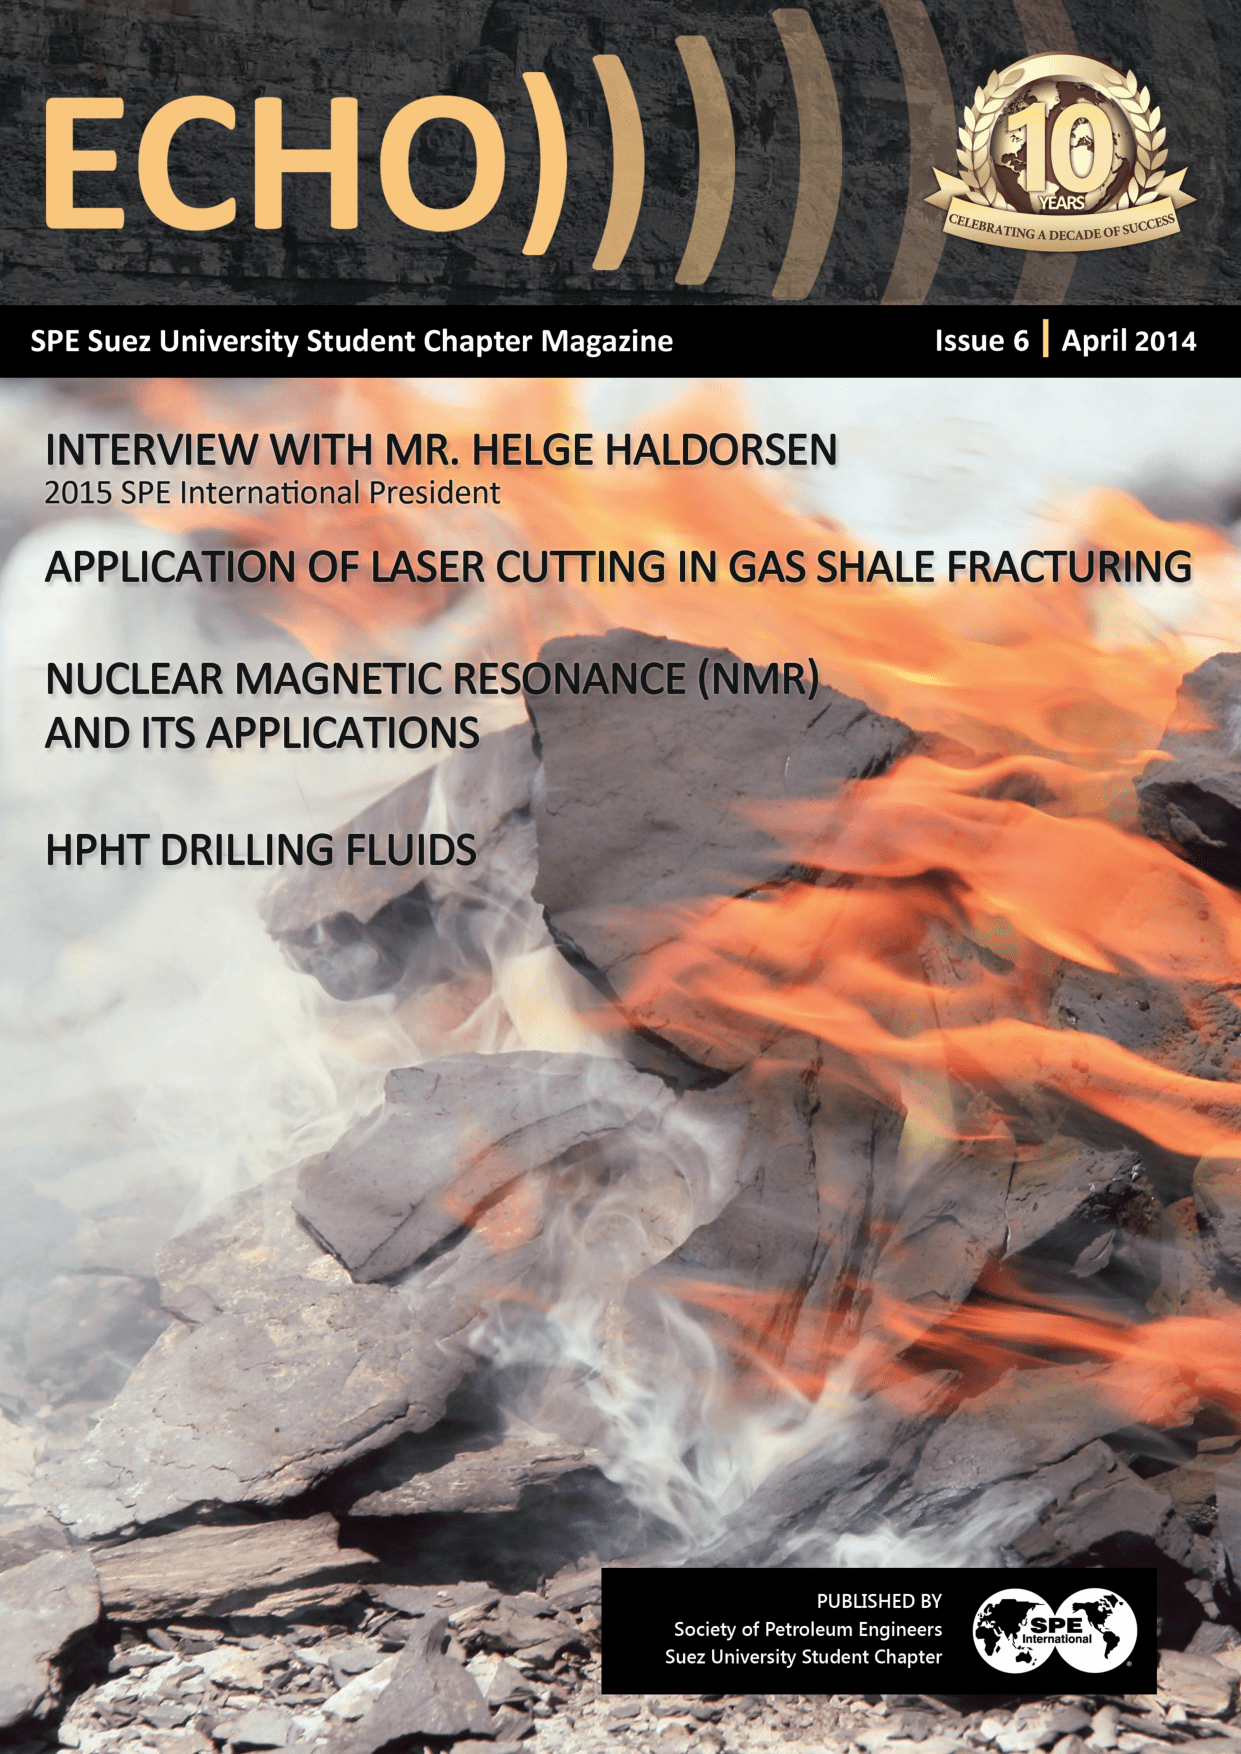 ECHO))))
10
YEARS
CELEBRATING A DECADE OF SUCCESS
SPE Suez University Student Chapter Magazine
Issue 6 | April 2014
INTERVIEW WITH MR. HELGE HALDORSEN
2015 SPE International President
APPLICATION OF LASER CUTTING IN GAS SHALE FRACTURING
NUCLEAR MAGNETIC RESONANCE (NMR)
AND ITS APPLICATIONS
HPHT DRILLING FLUIDS
PUBLISHED BY
Society of Petroleum Engineers
Suez University Student Chapter
SPE
International
®